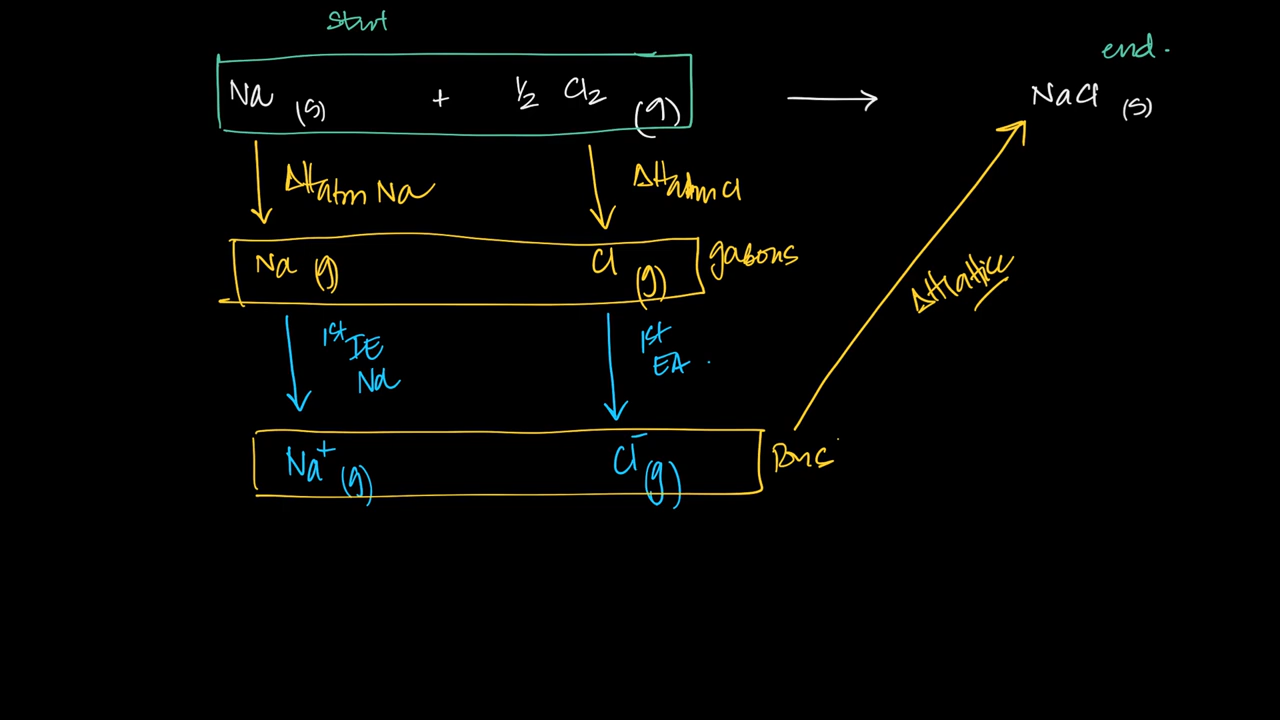 start
end.
Na (s) + 1/2 Cl2 (g) → NaCl (s)
ΔHatm Na ΔHatm Cl
Na (g) Cl (g) gaseous
ΔHlattice
1st IE Na
1st EA.
Na+ (g) Cl- (g) Ions